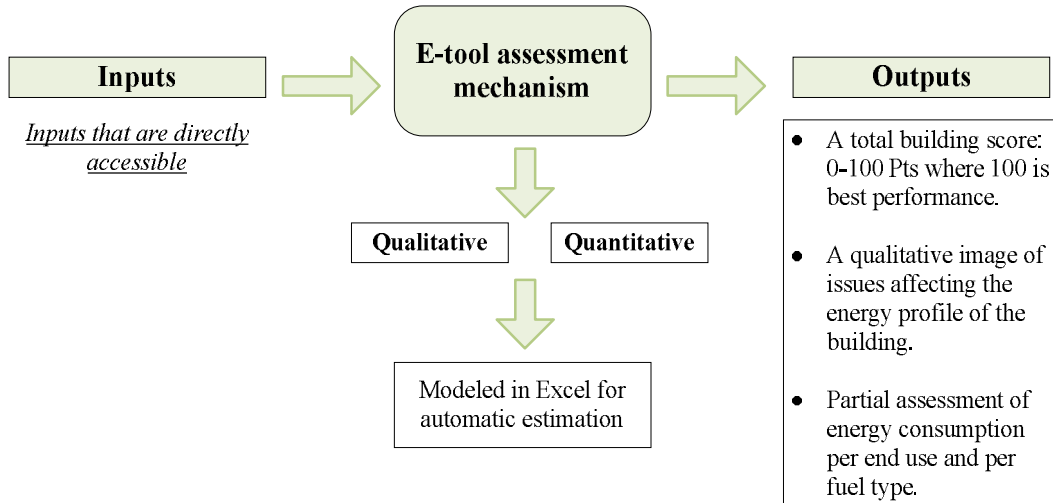 Inputs
Inputs that are directly
accessible
E-tool assessment
mechanism
Qualitative
Quantitative
Modeled in Excel for
automatic estimation
Outputs
● A total building score:
0-100 Pts where 100 is
best performance.
● A qualitative image of
issues affecting the
energy profile of the
building.
● Partial assessment of
energy consumption
per end use and per
fuel type.